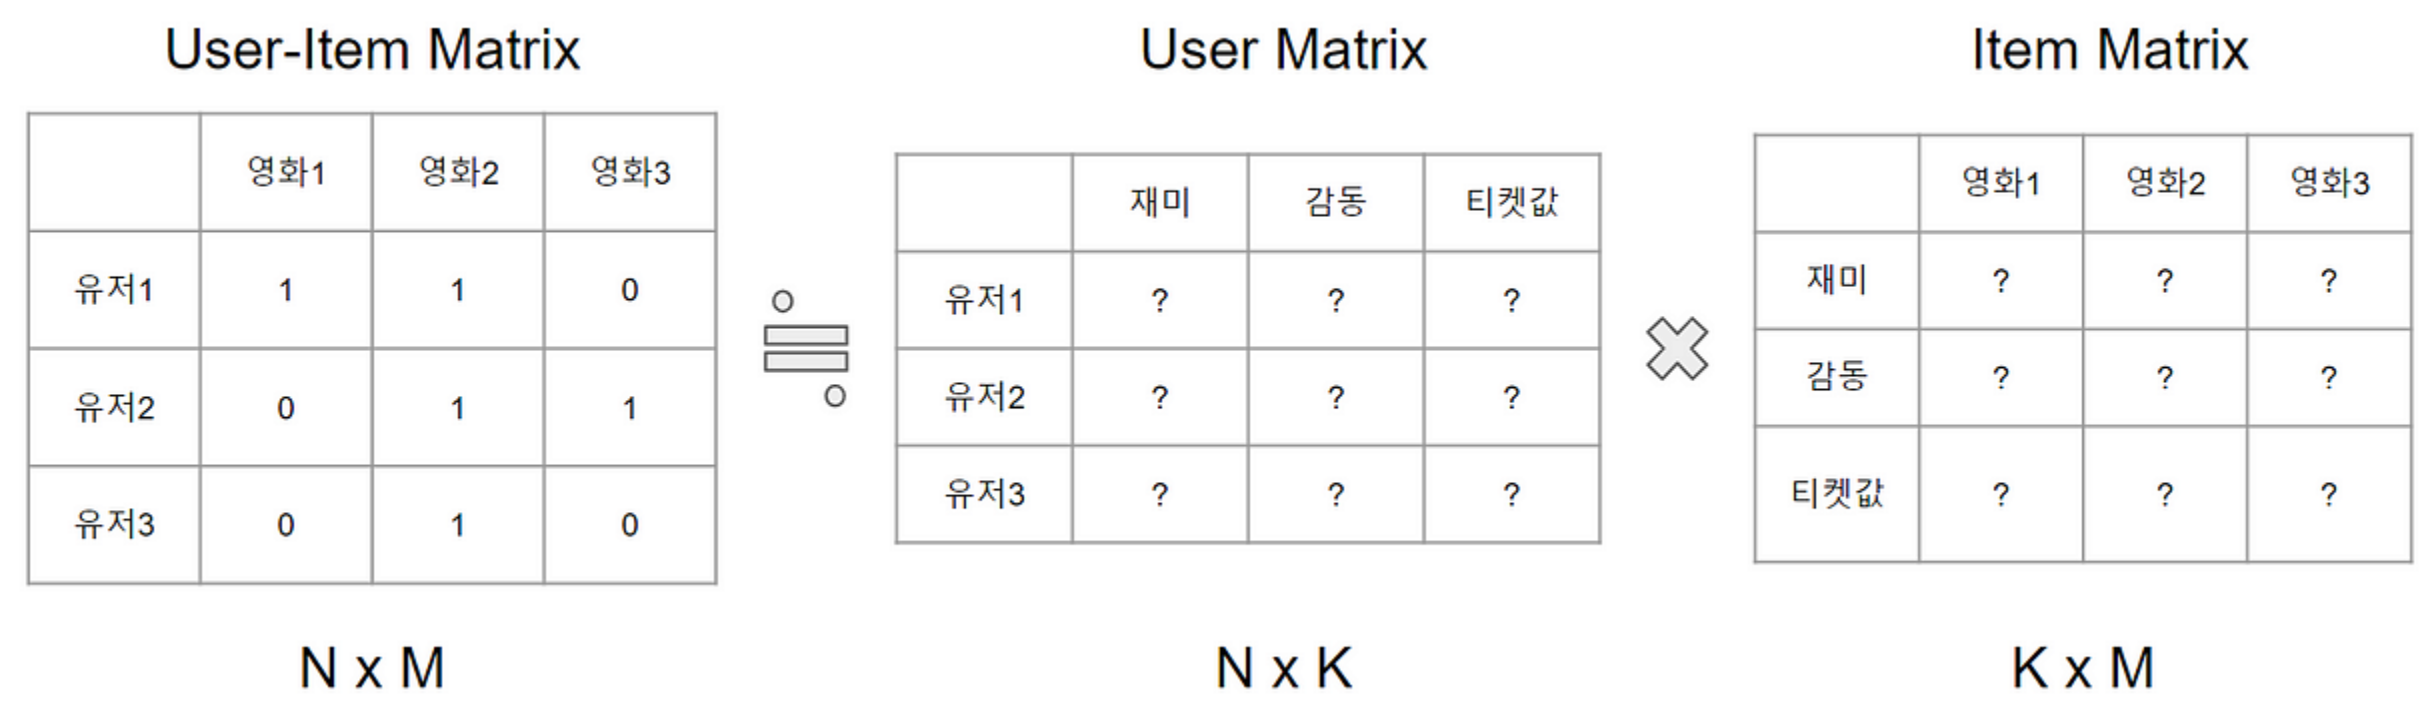 User-Item Matrix
영화1 영화2 영화3
유저1 1 1 0
유저2 0 1 1
유저3 0 1 0
N x M
≒
User Matrix
재미 감동 티켓값
유저1 ? ? ?
유저2 ? ? ?
유저3 ? ? ?
N x K
×
Item Matrix
영화1 영화2 영화3
재미 ? ? ?
감동 ? ? ?
티켓값 ? ? ?
K x M